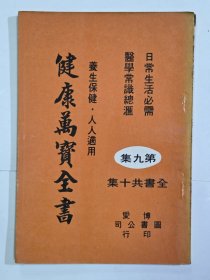 日常生活必需
醫學常識總滙
第九集
全書共十集
博愛圖書公司印行
養生保健·人人適用
健康萬寶全書